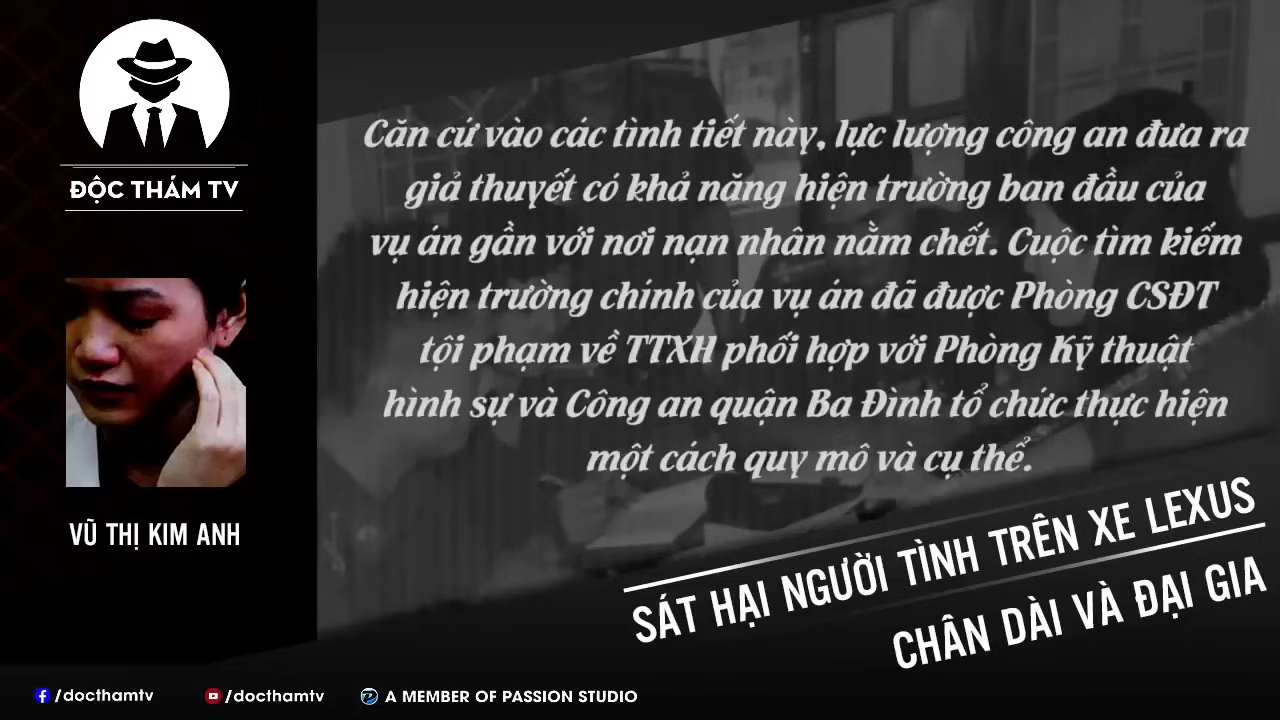 ĐỘC THÁM TV
VŨ THỊ KIM ANH
Căn cứ vào các tình tiết này, lực lượng công an đưa ra
giả thuyết có khả năng hiện trường ban đầu của
vụ án gần với nơi nạn nhân nằm chết. Cuộc tìm kiếm
hiện trường chính của vụ án đã được Phòng CSĐT
tội phạm về TTXH phối hợp với Phòng Kỹ thuật
hình sự và Công an quận Ba Đình tổ chức thực hiện
một cách quy mô và cụ thể.
SÁT HẠI NGƯỜI TÌNH TRÊN XE LEXUS
CHÂN DÀI VÀ ĐẠI GIA
/docthamtv
/docthamtv
A MEMBER OF PASSION STUDIO